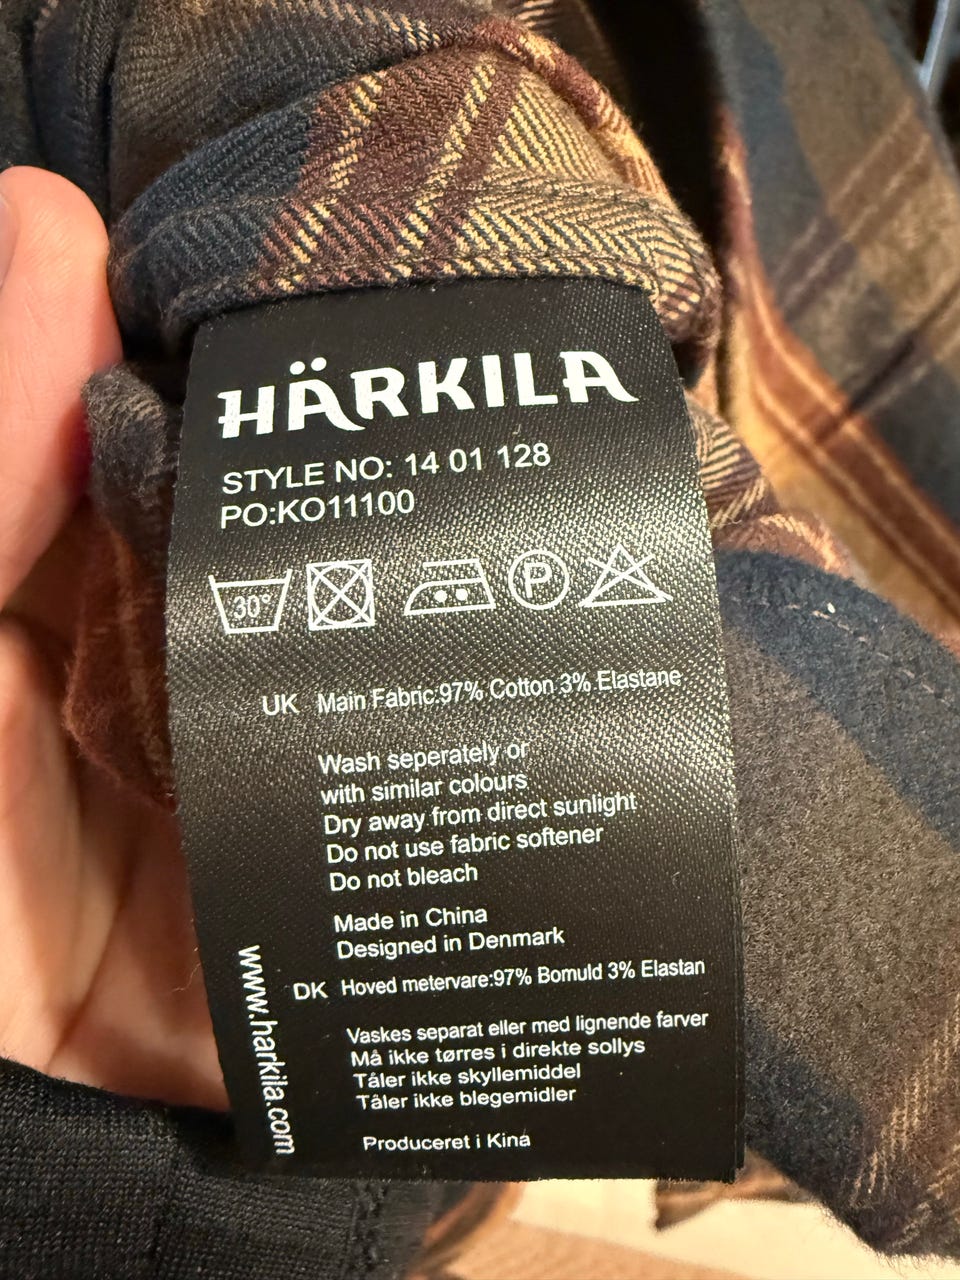 HÄRKILA
STYLE NO: 14 01 128
PO:KO11100
30°
P
UK Main Fabric:97% Cotton 3% Elastane
Wash seperately or
with similar colours
Dry away from direct sunlight
Do not use fabric softener
Do not bleach
Made in China
Designed in Denmark
DK Hoved metervare:97% Bomuld 3% Elastan
Vaskes separat eller med lignende farver
Må ikke tørres i direkte sollys
Tåler ikke skyllemiddel
Tåler ikke blegemidler
Produceret i Kina
www.harkila.com